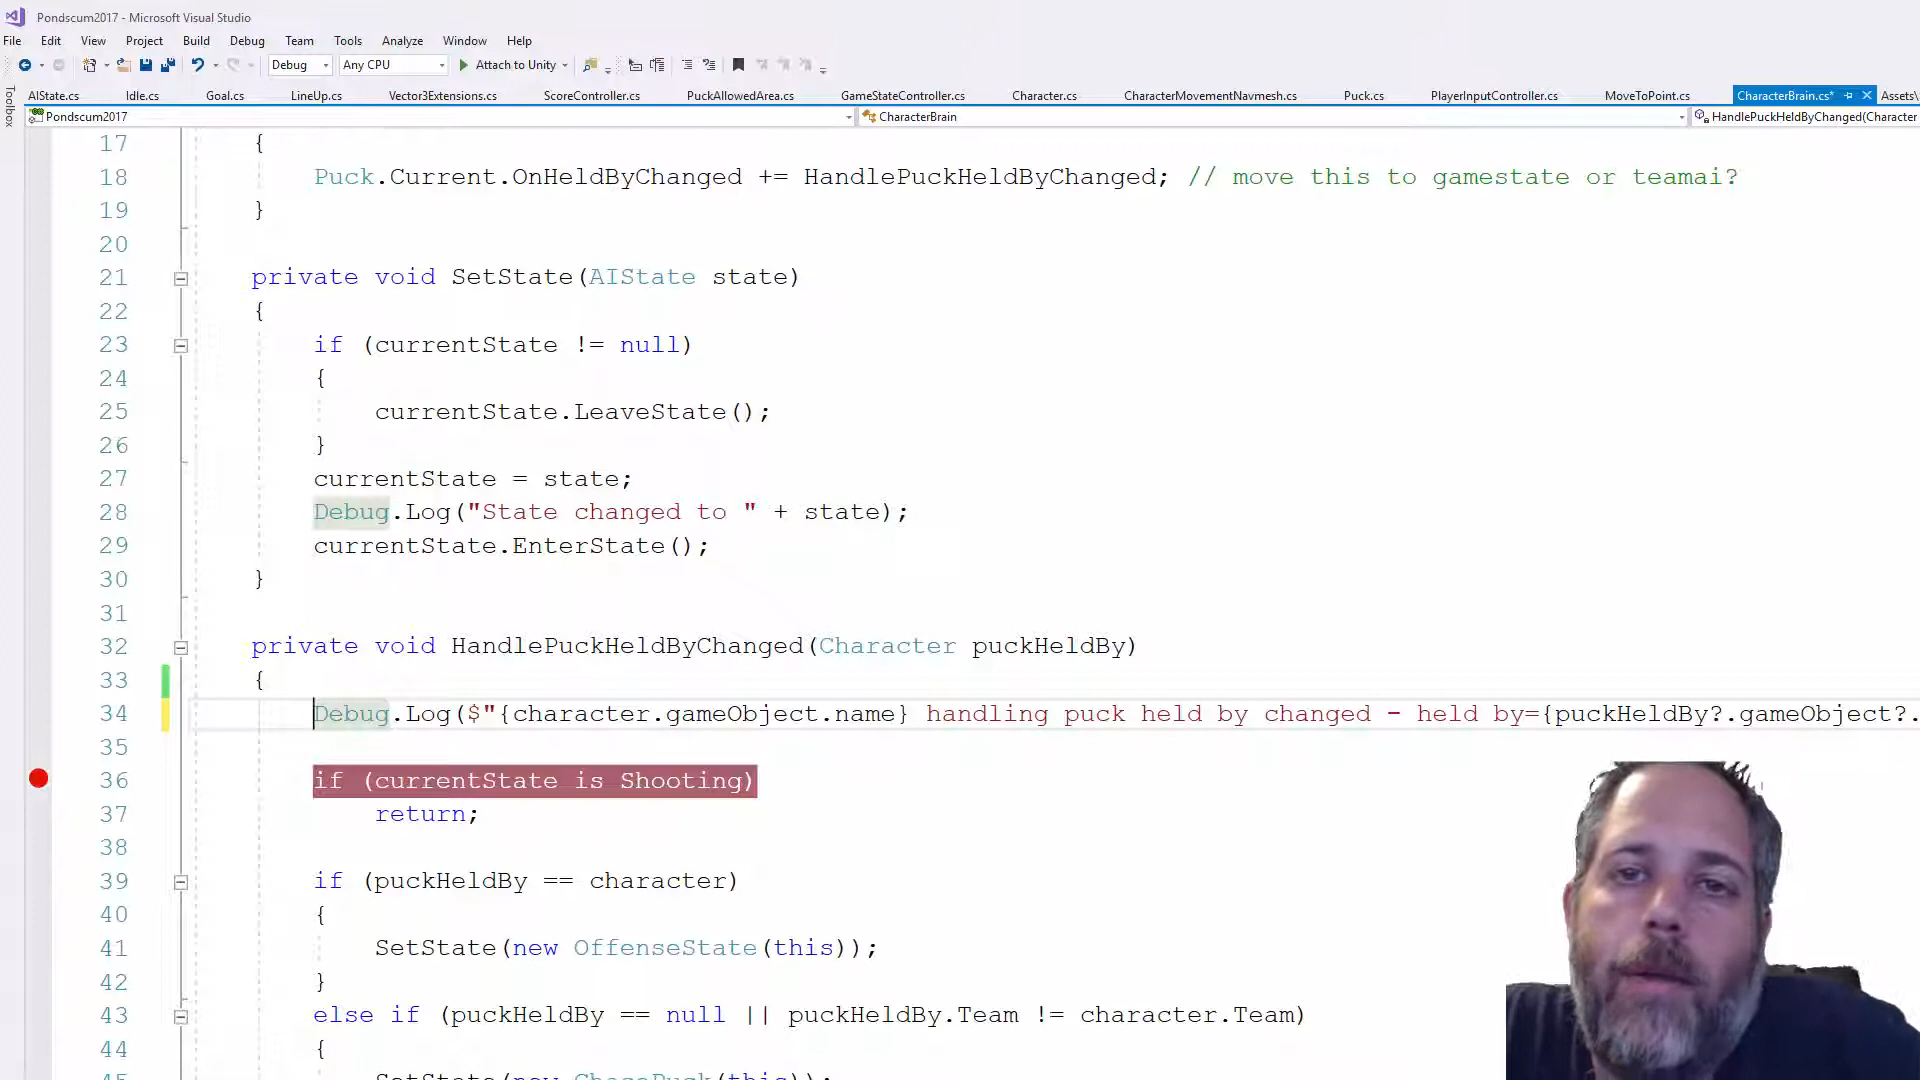 Pondscum2017 - Microsoft Visual Studio
File Edit View Project Build Debug Team Tools Analyze Window Help
Debug Any CPU Attach to Unity
Toolbox
AIState.cs Idle.cs Goal.cs LineUp.cs Vector3Extensions.cs ScoreController.cs PuckAllowedArea.cs GameStateController.cs Character.cs CharacterMovementNavmesh.cs Puck.cs PlayerInputController.cs MoveToPoint.cs CharacterBrain.cs* Assets\
Pondscum2017 CharacterBrain HandlePuckHeldByChanged(Character
17 {
18 Puck.Current.OnHeldByChanged += HandlePuckHeldByChanged; // move this to gamestate or teamai?
19 }
20
21 private void SetState(AIState state)
22 {
23 if (currentState != null)
24 {
25 currentState.LeaveState();
26 }
27 currentState = state;
28 Debug.Log("State changed to " + state);
29 currentState.EnterState();
30 }
31
32 private void HandlePuckHeldByChanged(Character puckHeldBy)
33 {
34 Debug.Log($"{character.gameObject.name} handling puck held by changed - held by={puckHeldBy?.gameObject?.
35
36 if (currentState is Shooting)
37 return;
38
39 if (puckHeldBy == character)
40 {
41 SetState(new OffenseState(this));
42 }
43 else if (puckHeldBy == null || puckHeldBy.Team != character.Team)
44 {
45 SetState(new ChasePuck(this));